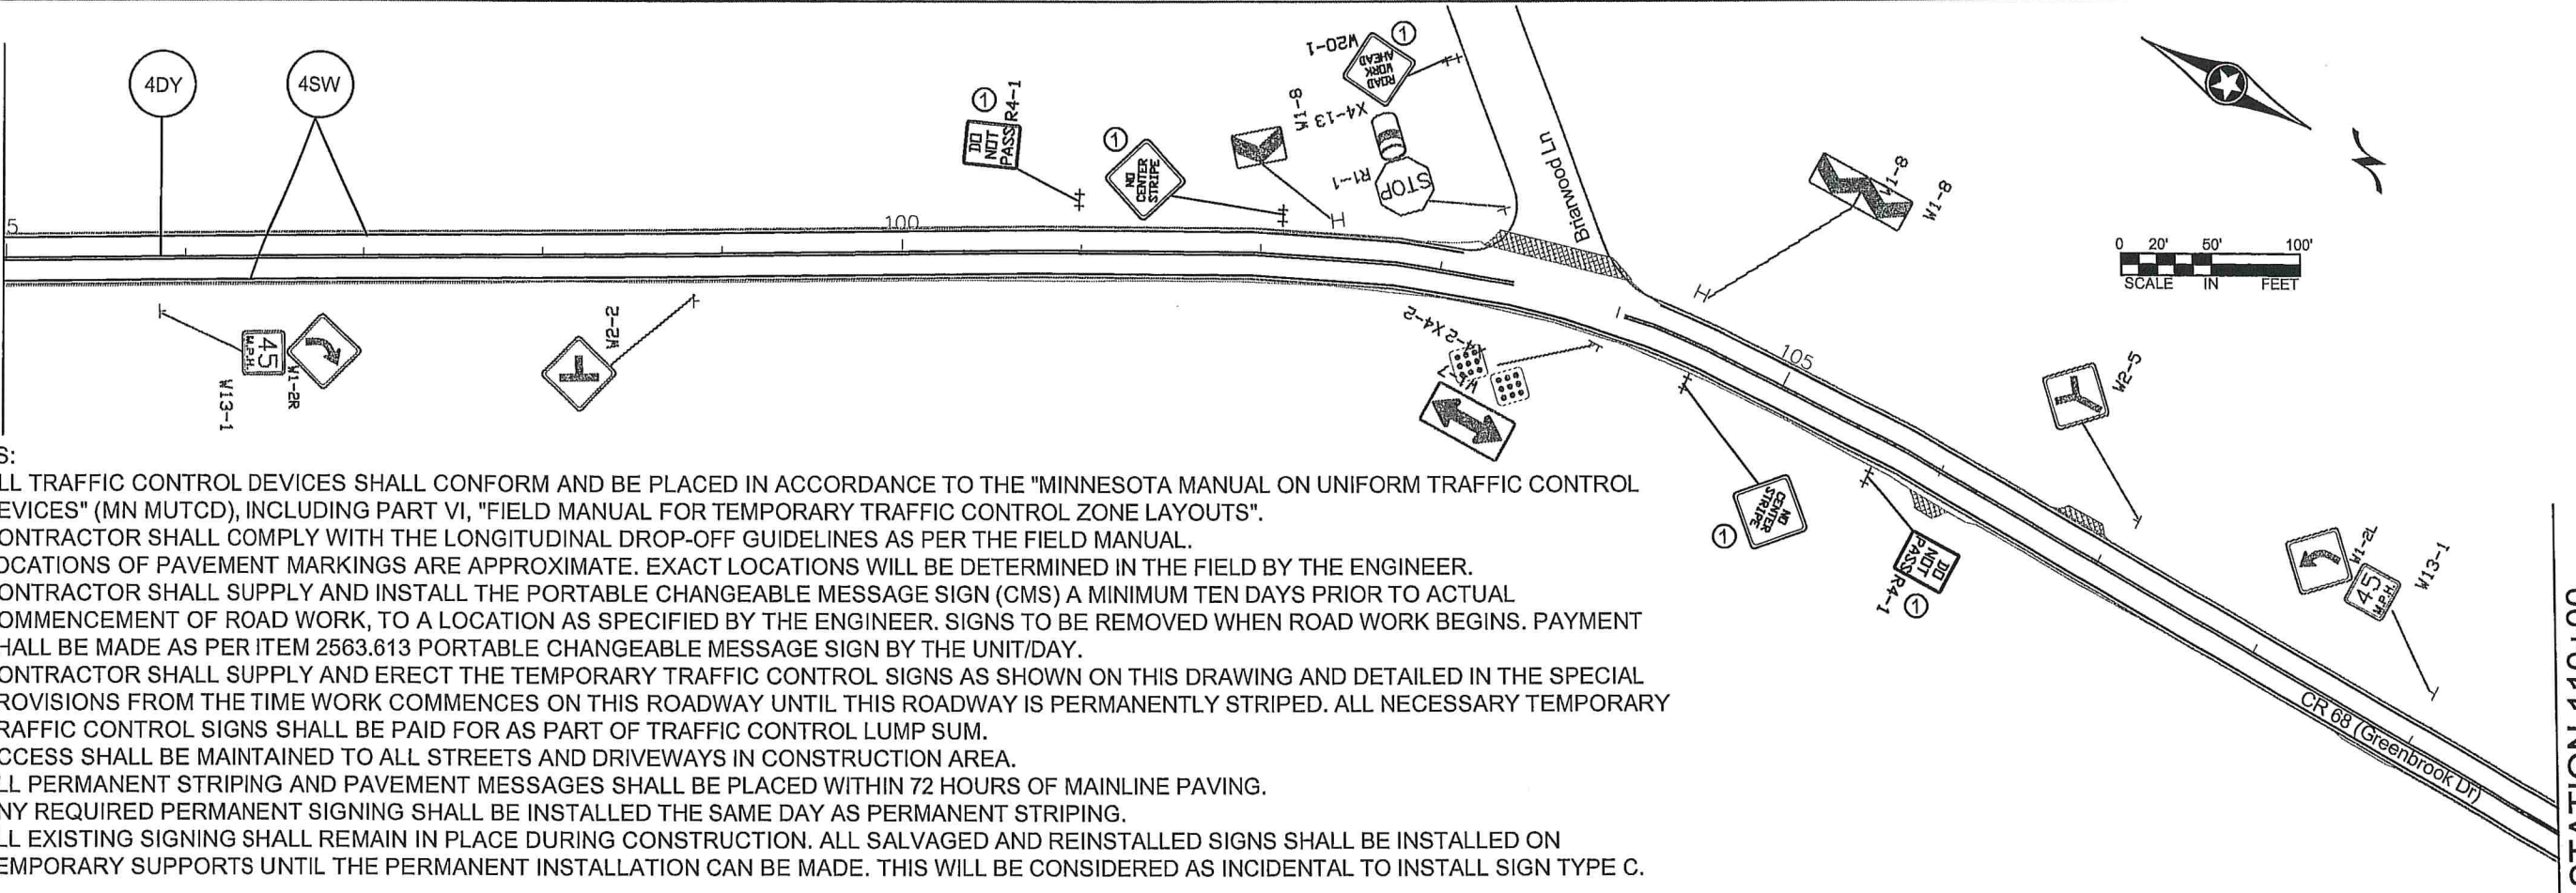 4DY
4SW
5
100
105
1
DO
NOT
PASS
R4-1
1
NO
CENTER
STRIPE
W1-8
X4-13
R1-1
STOP
W20-1
ROAD
WORK
AHEAD
1
Briarwood Ln
W1-8
W1-8
0 20' 50' 100'
SCALE IN FEET
45
M.P.H.
W1-2R
W13-1
W2-2
X4-2
W1-7
NO
CENTER
STRIPE
1
DO
NOT
PASS
R4-1
1
W2-5
W1-2L
45
M.P.H.
W13-1
CR 68 (Greenbrook Dr)
S:
LL TRAFFIC CONTROL DEVICES SHALL CONFORM AND BE PLACED IN ACCORDANCE TO THE "MINNESOTA MANUAL ON UNIFORM TRAFFIC CONTROL
EVICES" (MN MUTCD), INCLUDING PART VI, "FIELD MANUAL FOR TEMPORARY TRAFFIC CONTROL ZONE LAYOUTS".
ONTRACTOR SHALL COMPLY WITH THE LONGITUDINAL DROP-OFF GUIDELINES AS PER THE FIELD MANUAL.
OCATIONS OF PAVEMENT MARKINGS ARE APPROXIMATE. EXACT LOCATIONS WILL BE DETERMINED IN THE FIELD BY THE ENGINEER.
ONTRACTOR SHALL SUPPLY AND INSTALL THE PORTABLE CHANGEABLE MESSAGE SIGN (CMS) A MINIMUM TEN DAYS PRIOR TO ACTUAL
OMMENCEMENT OF ROAD WORK, TO A LOCATION AS SPECIFIED BY THE ENGINEER. SIGNS TO BE REMOVED WHEN ROAD WORK BEGINS. PAYMENT
HALL BE MADE AS PER ITEM 2563.613 PORTABLE CHANGEABLE MESSAGE SIGN BY THE UNIT/DAY.
ONTRACTOR SHALL SUPPLY AND ERECT THE TEMPORARY TRAFFIC CONTROL SIGNS AS SHOWN ON THIS DRAWING AND DETAILED IN THE SPECIAL
ROVISIONS FROM THE TIME WORK COMMENCES ON THIS ROADWAY UNTIL THIS ROADWAY IS PERMANENTLY STRIPED. ALL NECESSARY TEMPORARY
RAFFIC CONTROL SIGNS SHALL BE PAID FOR AS PART OF TRAFFIC CONTROL LUMP SUM.
CCESS SHALL BE MAINTAINED TO ALL STREETS AND DRIVEWAYS IN CONSTRUCTION AREA.
LL PERMANENT STRIPING AND PAVEMENT MESSAGES SHALL BE PLACED WITHIN 72 HOURS OF MAINLINE PAVING.
NY REQUIRED PERMANENT SIGNING SHALL BE INSTALLED THE SAME DAY AS PERMANENT STRIPING.
LL EXISTING SIGNING SHALL REMAIN IN PLACE DURING CONSTRUCTION. ALL SALVAGED AND REINSTALLED SIGNS SHALL BE INSTALLED ON
EMPORARY SUPPORTS UNTIL THE PERMANENT INSTALLATION CAN BE MADE. THIS WILL BE CONSIDERED AS INCIDENTAL TO INSTALL SIGN TYPE C.